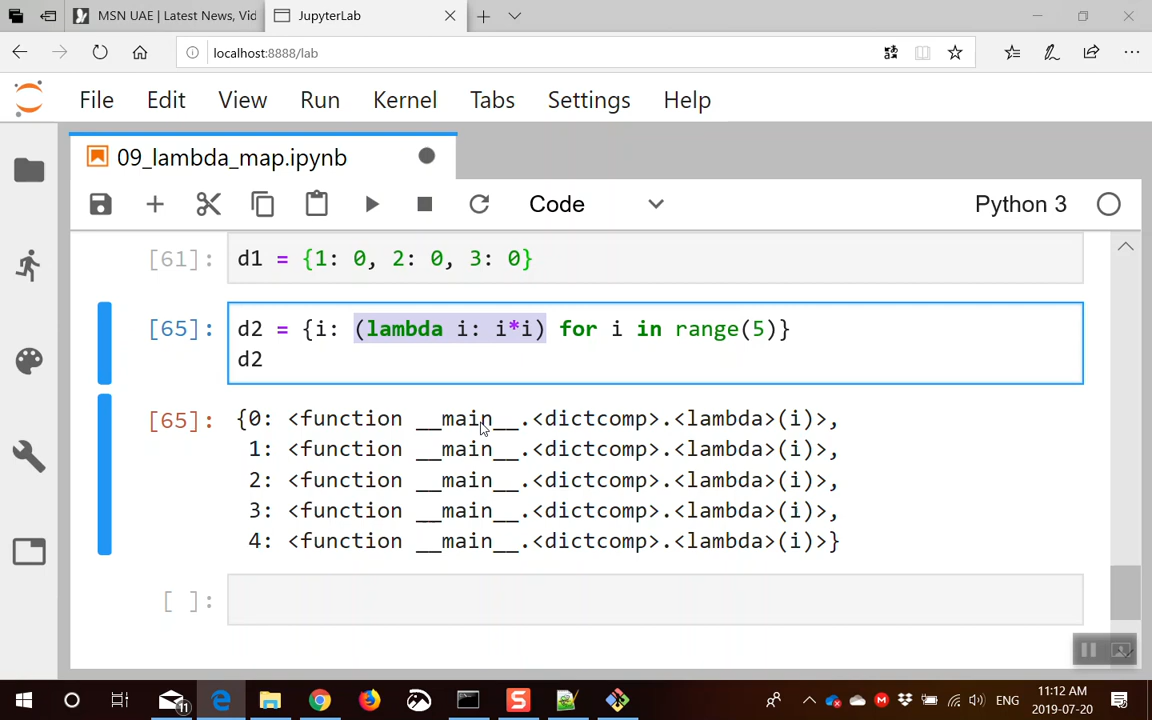 MSN UAE | Latest News, Vid
JupyterLab
localhost:8888/lab
File Edit View Run Kernel Tabs Settings Help
09_lambda_map.ipynb
Code
Python 3
[61]: d1 = {1: 0, 2: 0, 3: 0}
[65]: d2 = {i: (lambda i: i*i) for i in range(5)}
d2
[65]: {0: <function __main__.<dictcomp>.<lambda>(i)>,
1: <function __main__.<dictcomp>.<lambda>(i)>,
2: <function __main__.<dictcomp>.<lambda>(i)>,
3: <function __main__.<dictcomp>.<lambda>(i)>,
4: <function __main__.<dictcomp>.<lambda>(i)>}
[ ]:
11
ENG
11:12 AM
2019-07-20